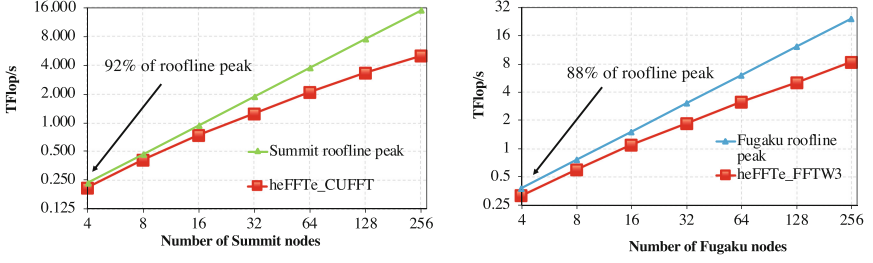 16.000
8.000
4.000
2.000
1.000
0.500
0.250
0.125
TFlop/s
92% of roofline peak
Summit roofline peak
heFFTe_CUFFT
4 8 16 32 64 128 256
Number of Summit nodes
32
16
8
4
2
1
0.5
0.25
TFlop/s
88% of roofline peak
Fugaku roofline
peak
heFFTe_FFTW3
4 8 16 32 64 128 256
Number of Fugaku nodes